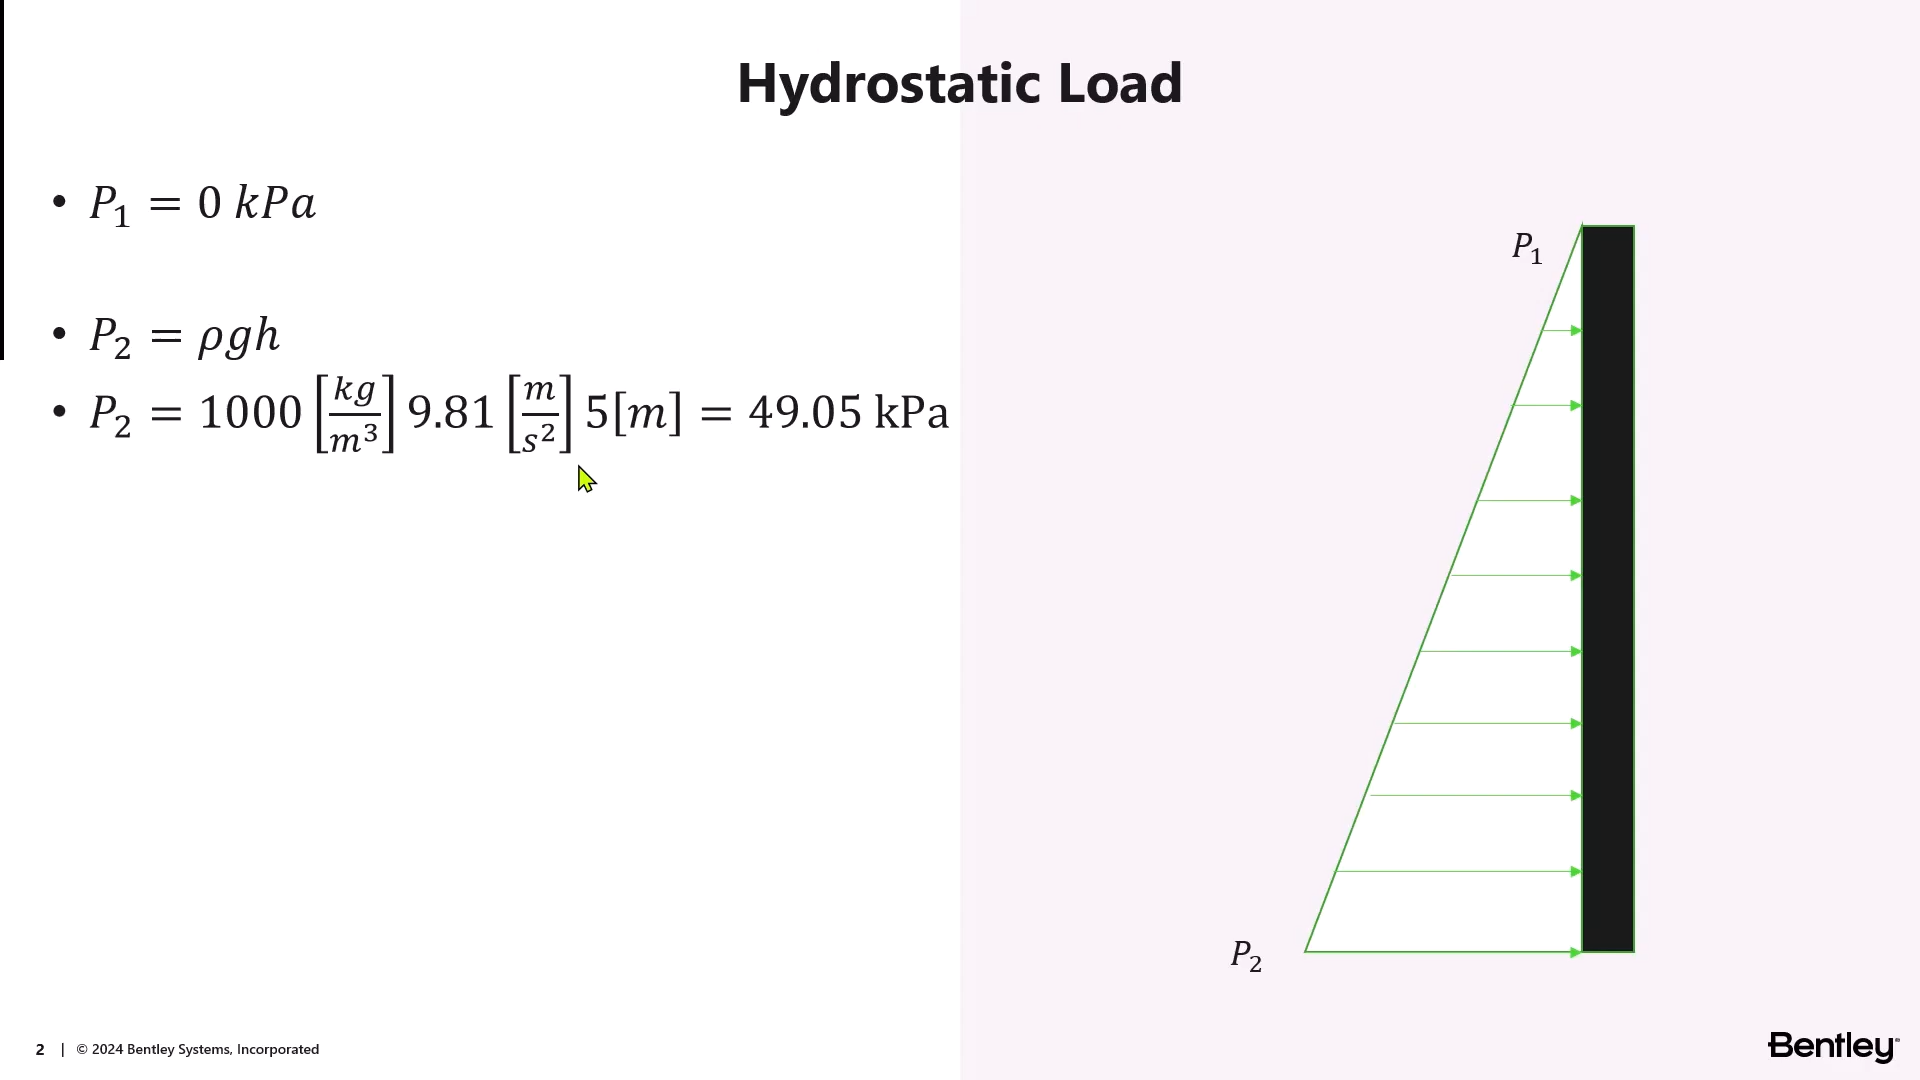 Hydrostatic Load
• P₁ = 0 kPa
• P₂ = ρgh
• P₂ = 1000 [kg/m³] 9.81 [m/s²] 5[m] = 49.05 kPa
P₁
P₂
2 | © 2024 Bentley Systems, Incorporated
Bentley